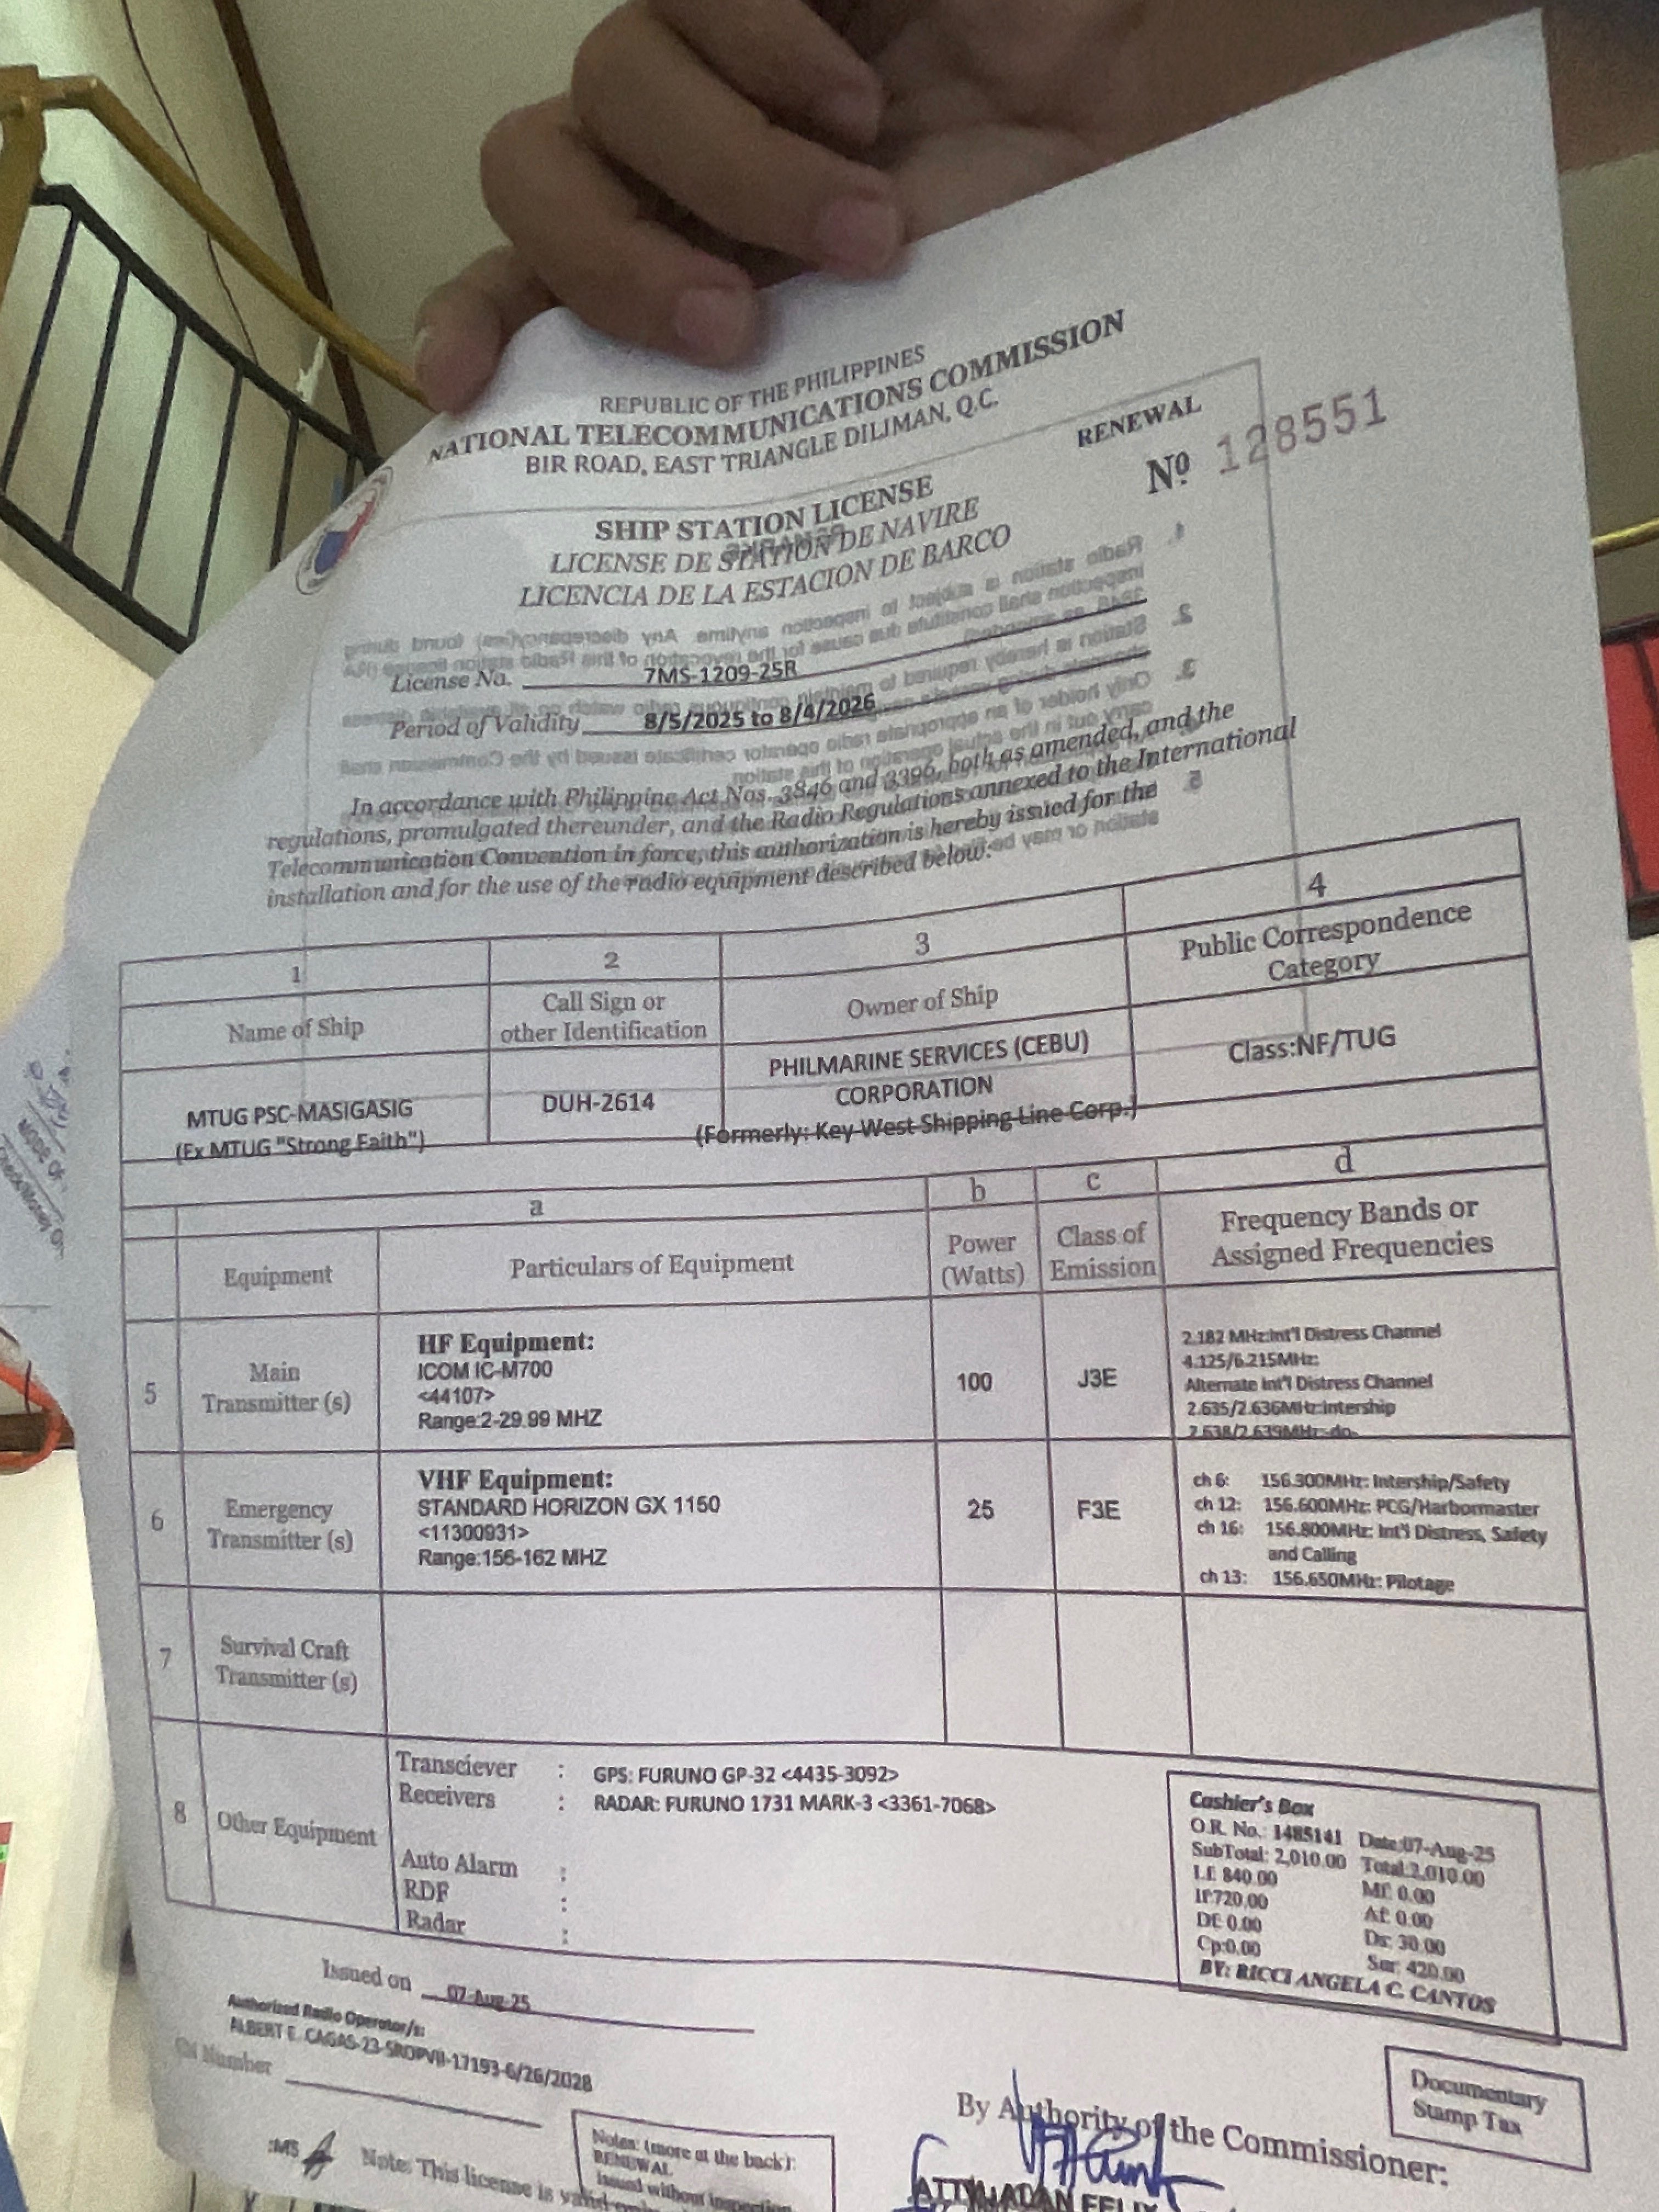 REPUBLIC OF THE PHILIPPINES
NATIONAL TELECOMMUNICATIONS COMMISSION
BIR ROAD, EAST TRIANGLE DILIMAN, Q.C.
RENEWAL
Nº 128551
SHIP STATION LICENSE
LICENSE DE STATION DE NAVIRE
LICENCIA DE LA ESTACION DE BARCO
License No. 7MS-1209-25R
Period of Validity 8/5/2025 to 8/4/2026
In accordance with Philippine Act Nos. 3846 and 3396, both as amended, and the
regulations, promulgated thereunder, and the Radio Regulations annexed to the International
Telecommunication Convention in force, this authorization is hereby issued for the
installation and for the use of the radio equipment described below:
1 2 3 4
Name of Ship
Call Sign or
other Identification
Owner of Ship
Public Correspondence
Category
MTUG PSC-MASIGASIG
(Ex MTUG "Strong Faith")
DUH-2614
PHILMARINE SERVICES (CEBU)
CORPORATION
(Formerly: Key West Shipping Line Corp.)
Class:NF/TUG
a b c d
Equipment
Particulars of Equipment
Power
(Watts)
Class of
Emission
Frequency Bands or
Assigned Frequencies
5
Main
Transmitter (s)
HF Equipment:
ICOM IC-M700
<44107>
Range:2-29.99 MHZ
100
J3E
2.182 MHz:Int'l Distress Channel
4.125/6.215MHz:
Alternate Int'l Distress Channel
2.635/2.636MHz:Intership
2.638/2.639MHz:-do-
6
Emergency
Transmitter (s)
VHF Equipment:
STANDARD HORIZON GX 1150
<11300931>
Range:156-162 MHZ
25
F3E
ch 6: 156.300MHz: Intership/Safety
ch 12: 156.600MHz: PCG/Harbormaster
ch 16: 156.800MHz: Int'l Distress, Safety
and Calling
ch 13: 156.650MHz: Pilotage
7
Survival Craft
Transmitter (s)
8
Other Equipment
Transciever : GPS: FURUNO GP-32 <4435-3092>
Receivers : RADAR: FURUNO 1731 MARK-3 <3361-7068>
Auto Alarm :
RDF :
Radar :
Cashier's Box
O.R. No.: 1485141 Date:07-Aug-25
SubTotal: 2,010.00 Total:2,010.00
Lf: 840.00 Mf: 0.00
If:720.00 Af: 0.00
Df: 0.00 Ds: 30.00
Cp:0.00 Sur: 420.00
BY: RICCI ANGELA C. CANTOS
Issued on 07-Aug-25
Authorized Radio Operator/s:
ALBERT E. CAGAS-23-SROPVII-17193-6/26/2028
Number
Documentary
Stamp Tax
By Authority of the Commissioner:
:MS
Note: This license is valid
Notes: (more at the back):
RENEWAL
Issued without inspection
ATTY. ADAN FELIX